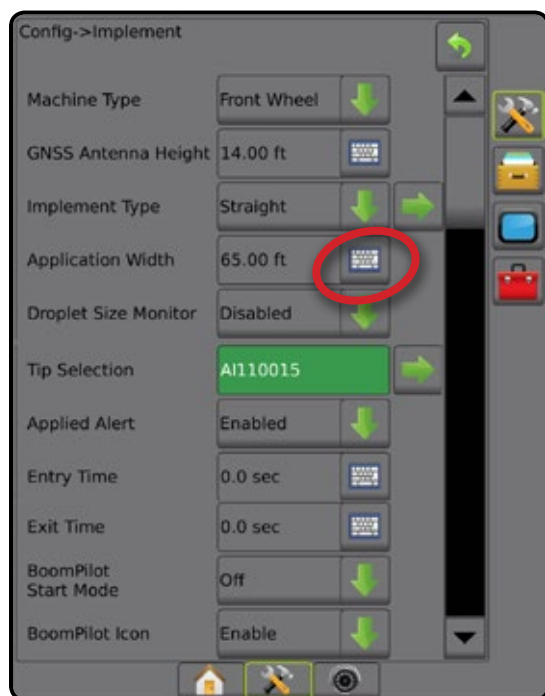 Config->Implement
Machine Type Front Wheel
GNSS Antenna Height 14.00 ft
Implement Type Straight
Application Width 65.00 ft
Droplet Size Monitor Disabled
Tip Selection AI110015
Applied Alert Enabled
Entry Time 0.0 sec
Exit Time 0.0 sec
BoomPilot
Start Mode Off
BoomPilot Icon Enable